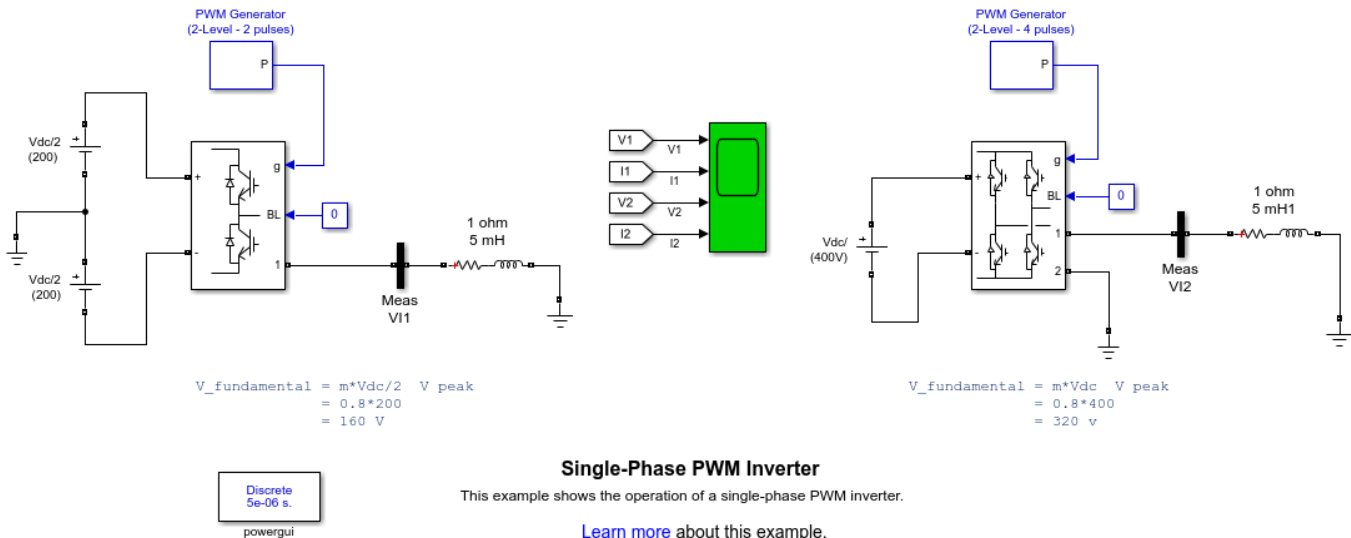 PWM Generator
(2-Level - 2 pulses)
P
Vdc/2
(200)
+
g
+
BL
0
-
1
Vdc/2
(200)
+
1 ohm
5 mH
+
Meas
VI1
V_fundamental = m*Vdc/2 V peak
= 0.8*200
= 160 V
V1
V1
I1
I1
V2
V2
I2
I2
PWM Generator
(2-Level - 4 pulses)
P
g
+
BL
0
1
-
2
+
Vdc/
(400V)
1 ohm
5 mH1
+
Meas
VI2
V_fundamental = m*Vdc V peak
= 0.8*400
= 320 v
Single-Phase PWM Inverter
This example shows the operation of a single-phase PWM inverter.
Learn more about this example.
Discrete
5e-06 s.
powergui